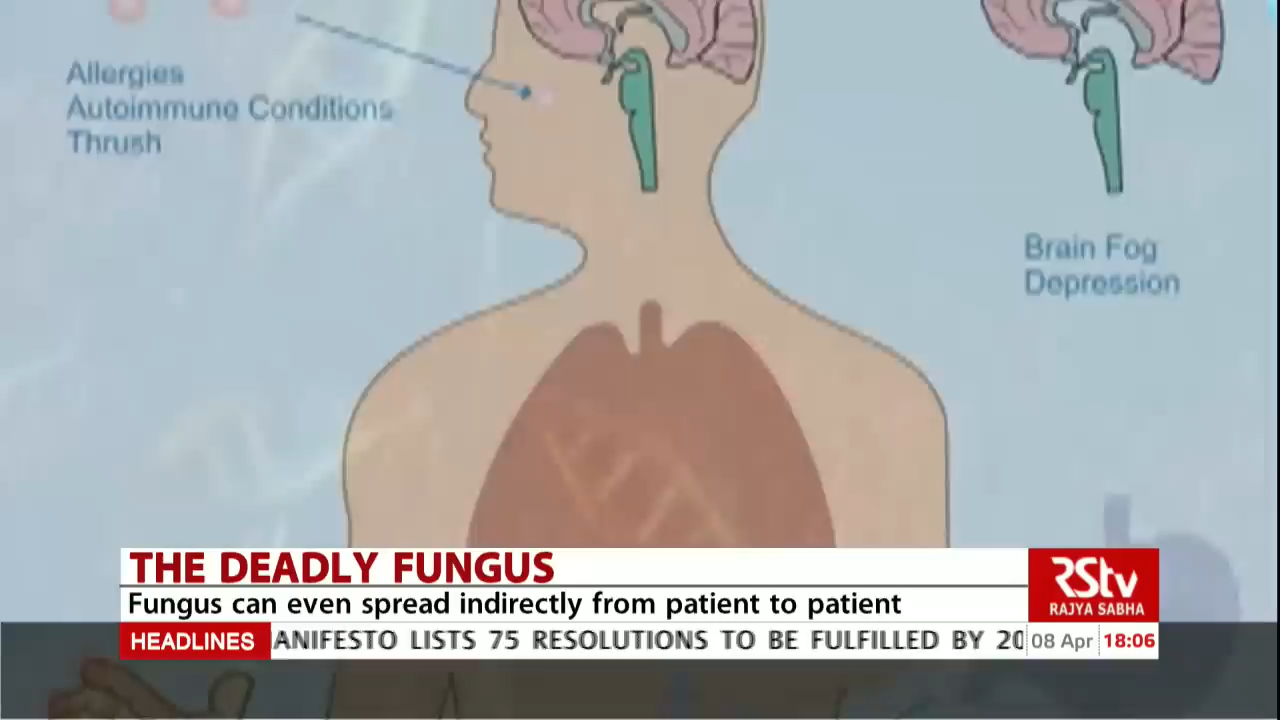 Allergies
Autoimmune Conditions
Thrush
Brain Fog
Depression
THE DEADLY FUNGUS
Fungus can even spread indirectly from patient to patient
RStv
RAJYA SABHA
HEADLINES
ANIFESTO LISTS 75 RESOLUTIONS TO BE FULFILLED BY 20
08 Apr 18:06